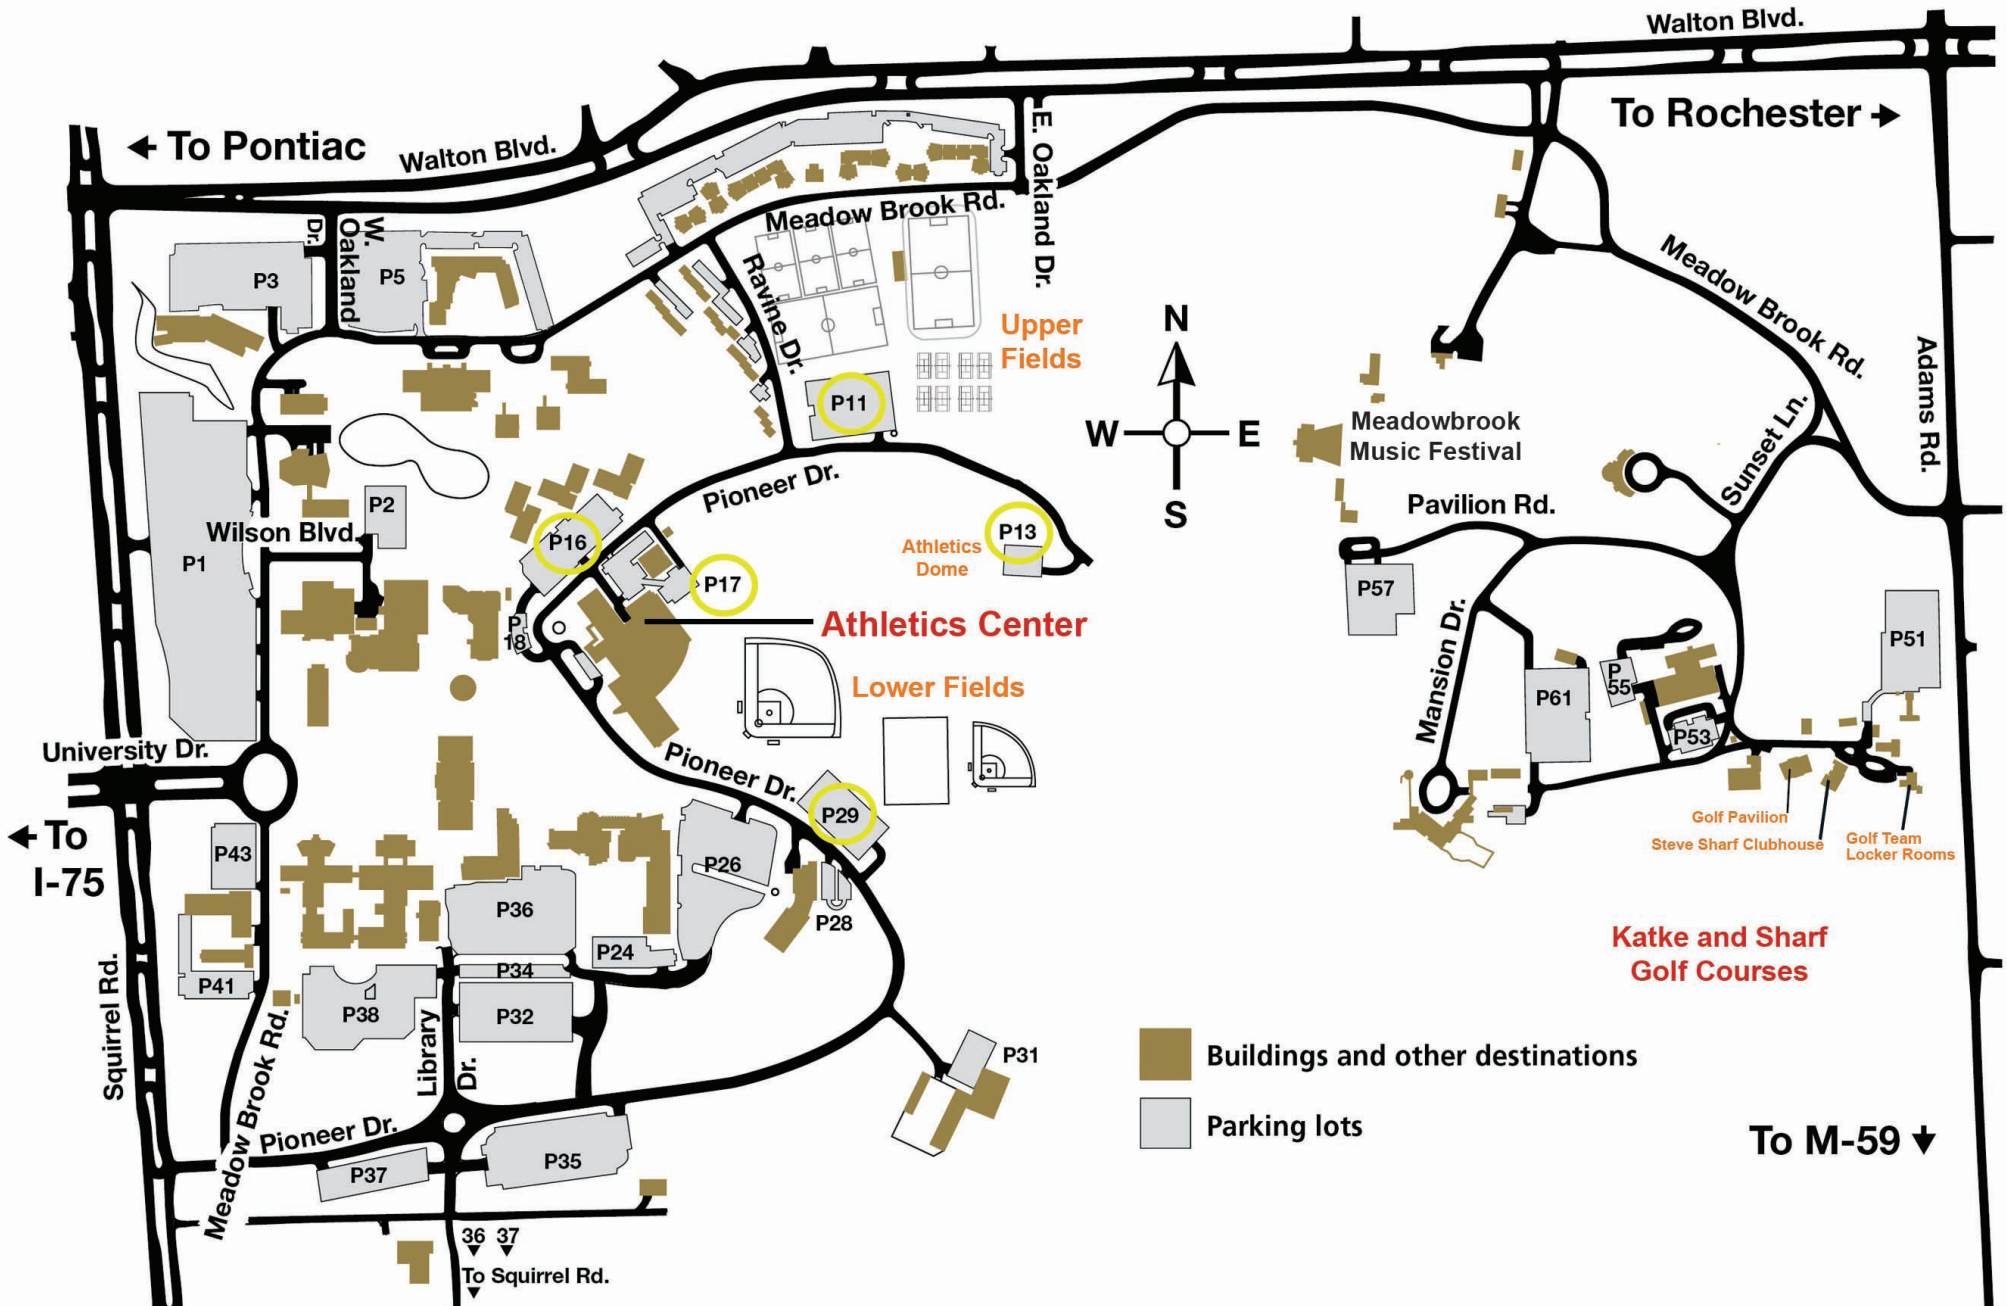 Walton Blvd.
To Rochester
To Pontiac
Walton Blvd.
E. Oakland Dr.
Meadow Brook Rd.
W.
Oakland
Dr.
P3
P5
Ravine Dr.
Meadow Brook Rd.
Upper
Fields
N
W
E
S
Adams Rd.
P11
Meadowbrook
Music Festival
Sunset Ln.
Pioneer Dr.
Pavilion Rd.
P2
Wilson Blvd.
P1
P16
P13
Athletics
Dome
P17
P57
P
18
Athletics Center
Mansion Dr.
P51
Lower Fields
P61
P
55
P53
University Dr.
Pioneer Dr.
P29
Golf Pavilion
Steve Sharf Clubhouse
Golf Team
Locker Rooms
To
I-75
P43
P26
P36
P28
P24
P34
P41
P38
P32
Katke and Sharf
Golf Courses
Squirrel Rd.
Library
Dr.
P31
Meadow Brook Rd.
Buildings and other destinations
Parking lots
Pioneer Dr.
P37
P35
To M-59
36 37
To Squirrel Rd.